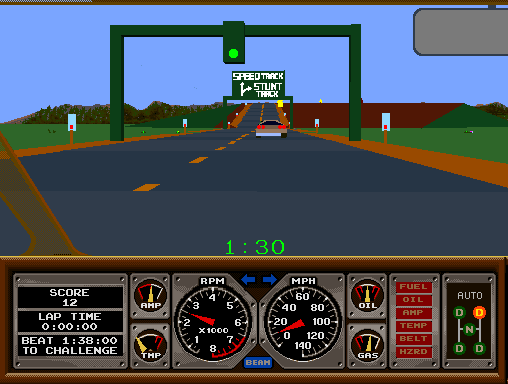 SPEED TRACK
STUNT
TRACK
1:30
SCORE
12
LAP TIME
0:00:00
BEAT 1:38:00
TO CHALLENGE
AMP
TMP
RPM
1 2 3 4 5 6 7 8
X1000
BEAM
MPH
0 20 40 60 80 100 120 140
OIL
GAS
FUEL
OIL
AMP
TEMP
BELT
HZRD
AUTO
D D
N
D D